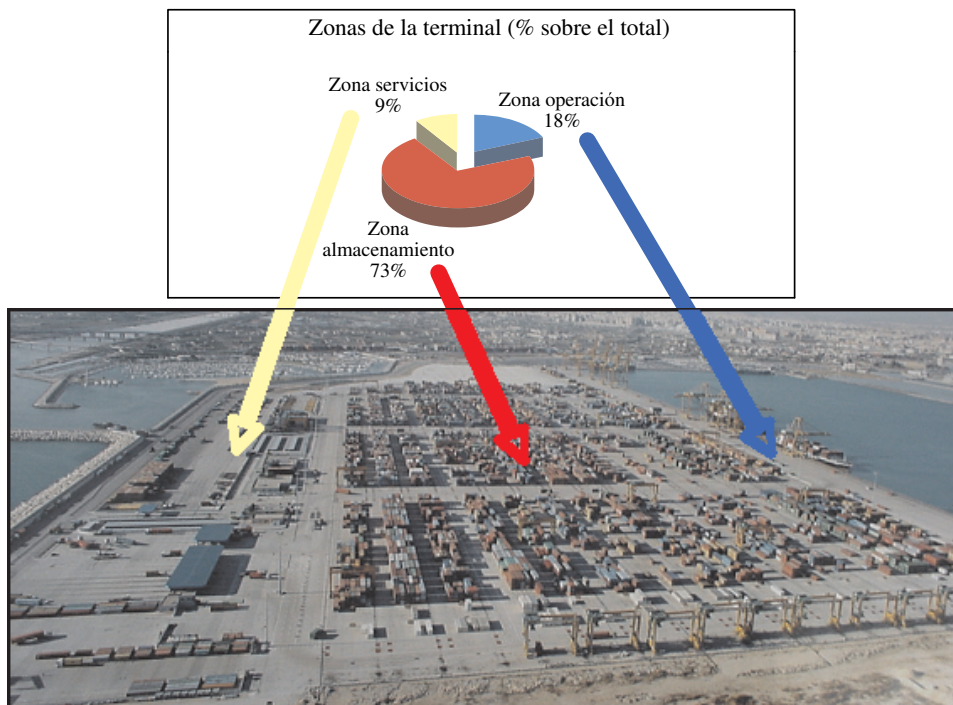 Zonas de la terminal (% sobre el total)
Zona servicios
9%
Zona operación
18%
Zona
almacenamiento
73%